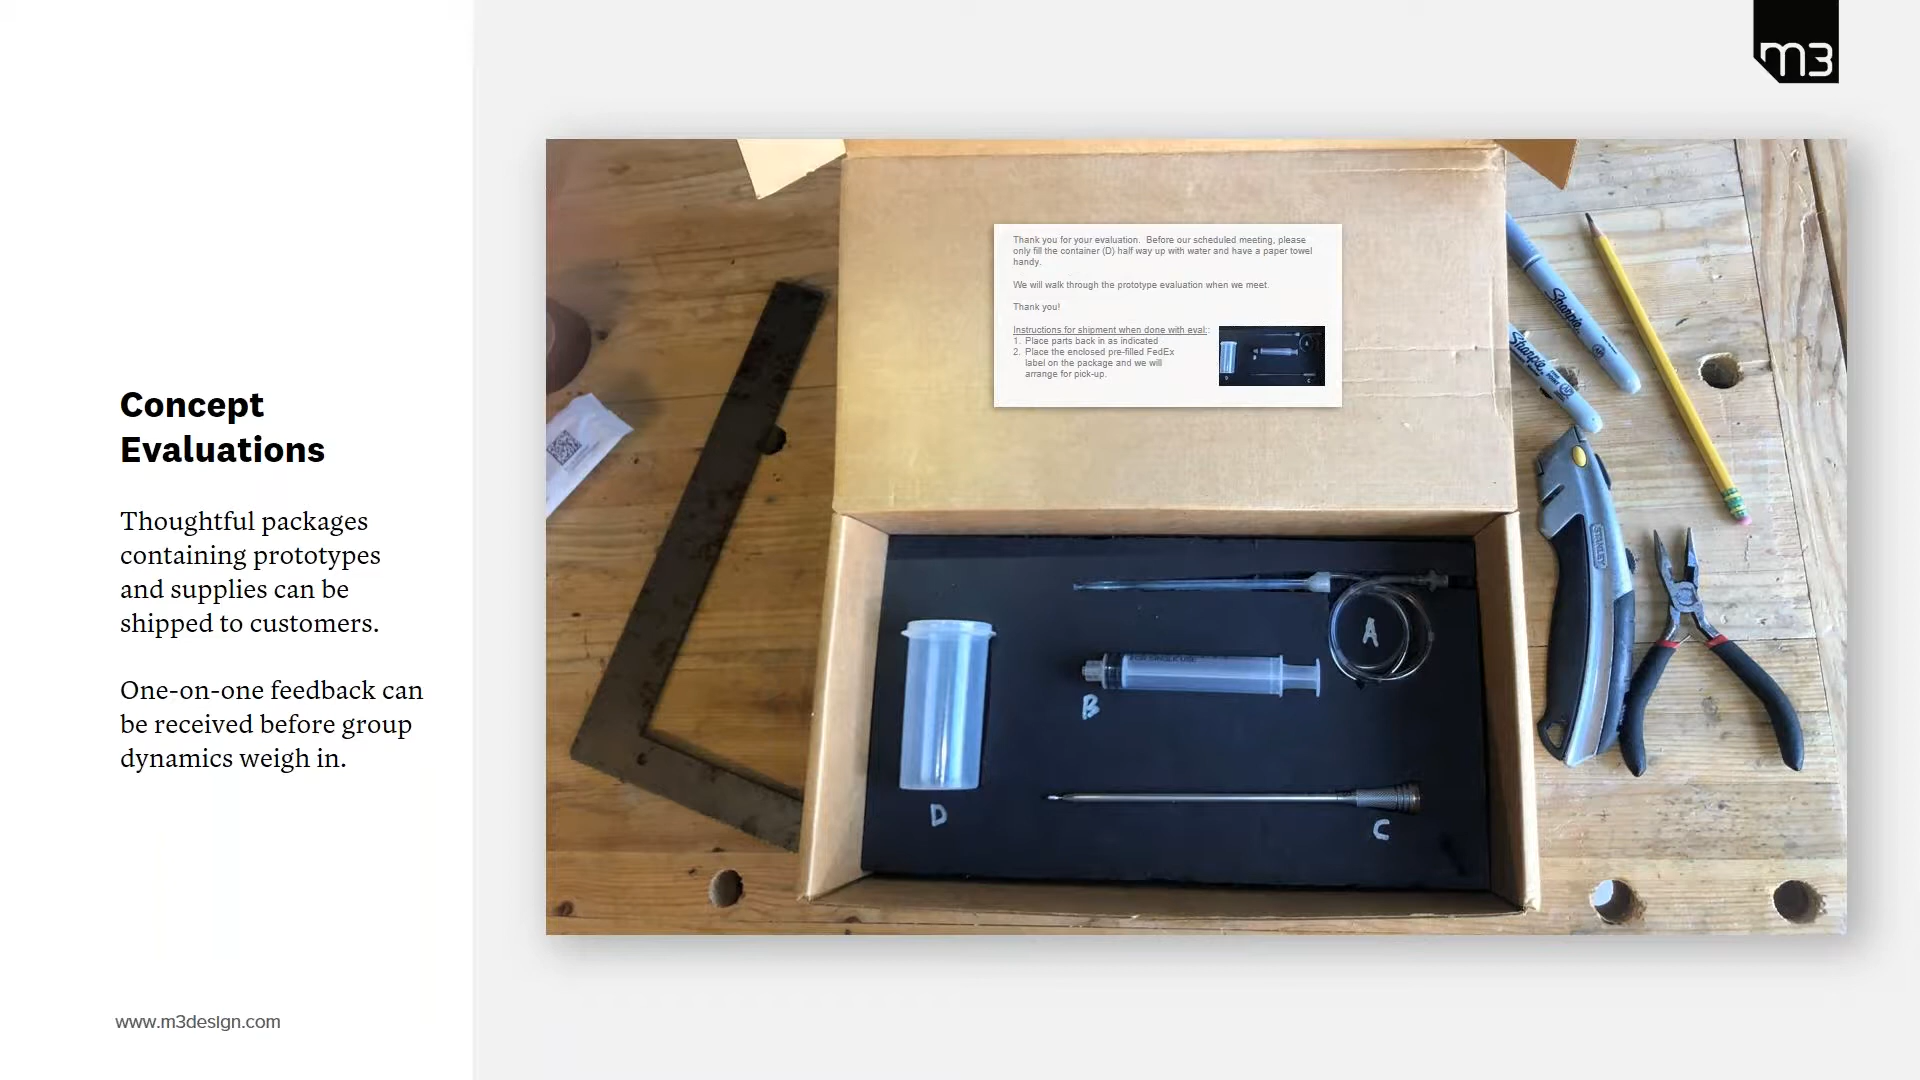 m3
Concept
Evaluations
Thoughtful packages
containing prototypes
and supplies can be
shipped to customers.
One-on-one feedback can
be received before group
dynamics weigh in.
www.m3design.com
Thank you for your evaluation. Before our scheduled meeting, please
only fill the container (D) half way up with water and have a paper towel
handy.
We will walk through the prototype evaluation when we meet.
Thank you!
Instructions for shipment when done with eval:
1. Place parts back in as indicated
2. Place the enclosed pre-filled FedEx
label on the package and we will
arrange for pick-up.
Sharpie
Sharpie
STANLEY
A
FOR SINGLE USE
B
D
C